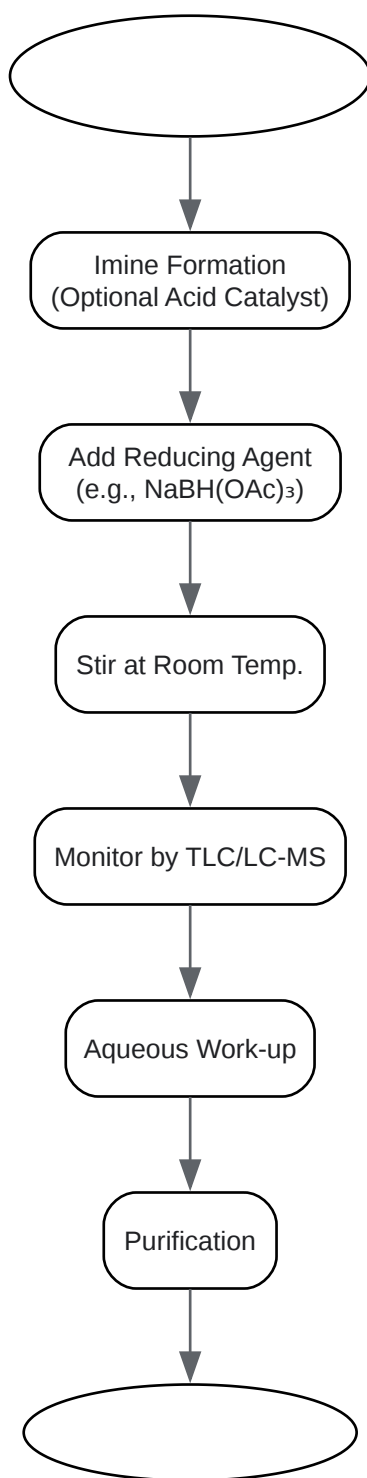 Imine Formation
(Optional Acid Catalyst)
Add Reducing Agent
(e.g., NaBH(OAc)₃)
Stir at Room Temp.
Monitor by TLC/LC-MS
Aqueous Work-up
Purification